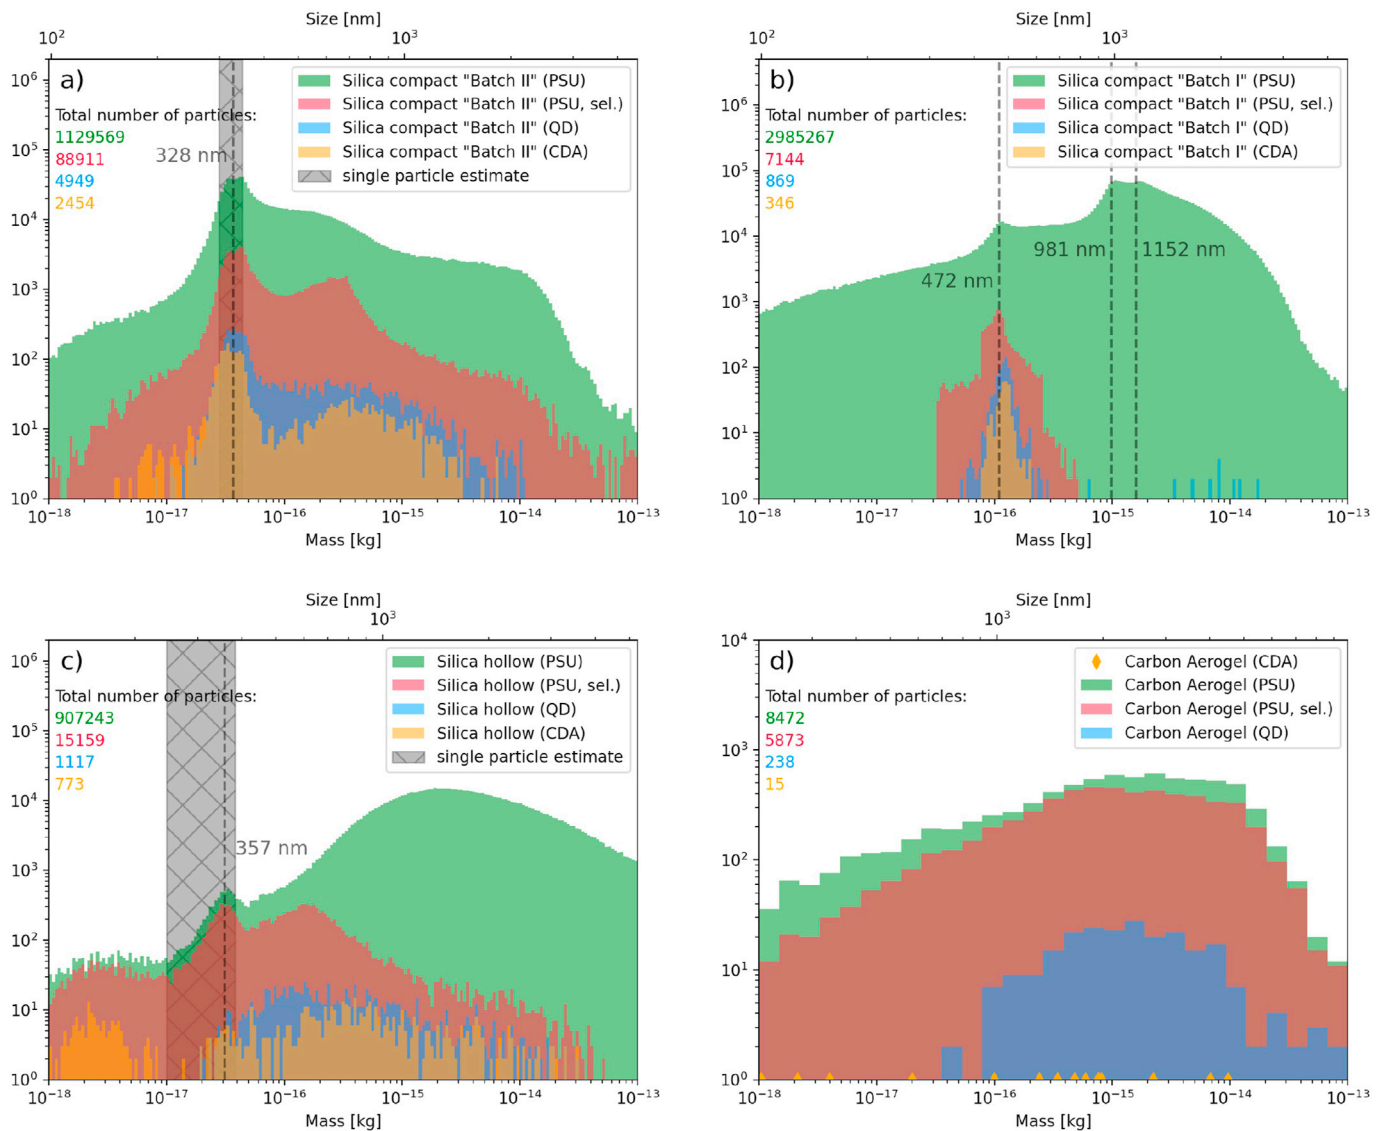 Size [nm]
10² 10³
a)
Total number of particles:
1129569
88911
4949
2454
328 nm
Silica compact "Batch II" (PSU)
Silica compact "Batch II" (PSU, sel.)
Silica compact "Batch II" (QD)
Silica compact "Batch II" (CDA)
single particle estimate
10⁶
10⁵
10⁴
10³
10²
10¹
10⁰
10⁻¹⁸ 10⁻¹⁷ 10⁻¹⁶ 10⁻¹⁵ 10⁻¹⁴ 10⁻¹³
Mass [kg]
Size [nm]
10² 10³
b)
Total number of particles:
2985267
7144
869
346
Silica compact "Batch I" (PSU)
Silica compact "Batch I" (PSU, sel.)
Silica compact "Batch I" (QD)
Silica compact "Batch I" (CDA)
472 nm
981 nm
1152 nm
10⁶
10⁵
10⁴
10³
10²
10¹
10⁰
10⁻¹⁸ 10⁻¹⁷ 10⁻¹⁶ 10⁻¹⁵ 10⁻¹⁴ 10⁻¹³
Mass [kg]
Size [nm]
10³
c)
Total number of particles:
907243
15159
1117
773
Silica hollow (PSU)
Silica hollow (PSU, sel.)
Silica hollow (QD)
Silica hollow (CDA)
single particle estimate
357 nm
10⁶
10⁵
10⁴
10³
10²
10¹
10⁰
10⁻¹⁸ 10⁻¹⁷ 10⁻¹⁶ 10⁻¹⁵ 10⁻¹⁴ 10⁻¹³
Mass [kg]
Size [nm]
10³
d)
Total number of particles:
8472
5873
238
15
Carbon Aerogel (CDA)
Carbon Aerogel (PSU)
Carbon Aerogel (PSU, sel.)
Carbon Aerogel (QD)
10⁴
10³
10²
10¹
10⁰
10⁻¹⁸ 10⁻¹⁷ 10⁻¹⁶ 10⁻¹⁵ 10⁻¹⁴ 10⁻¹³
Mass [kg]